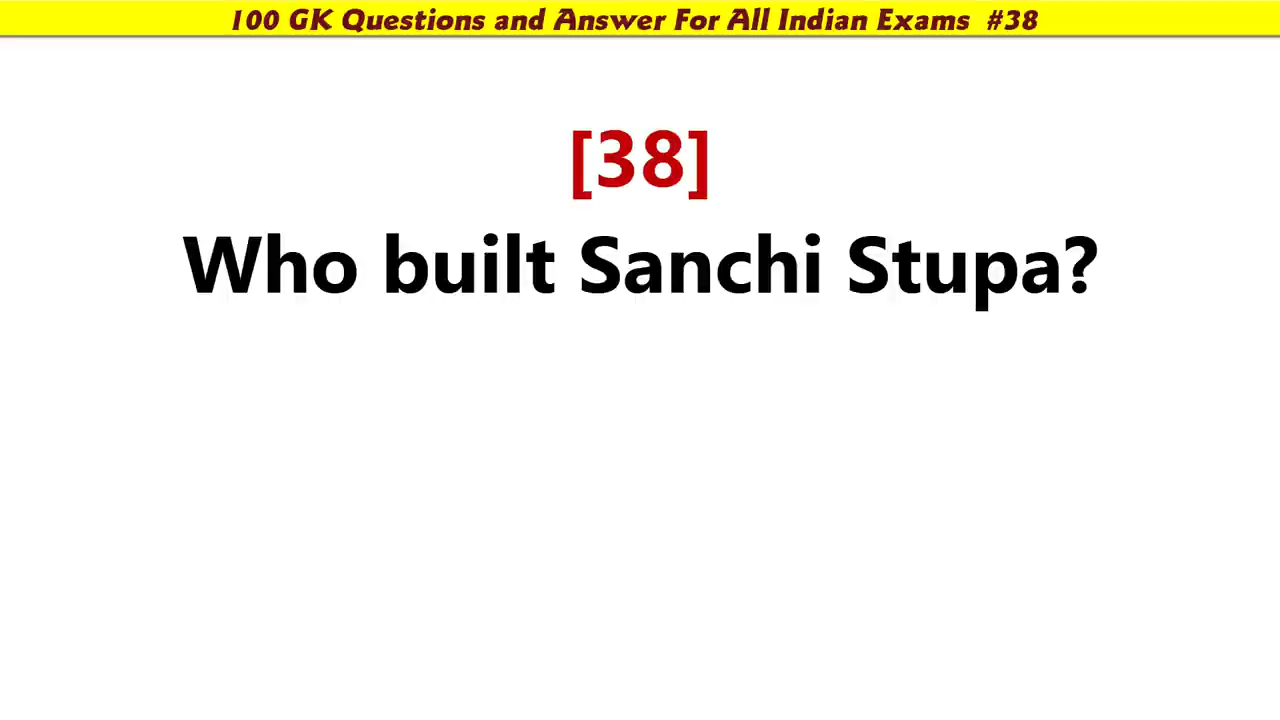 100 GK Questions and Answer For All Indian Exams #38
[38]
Who built Sanchi Stupa?